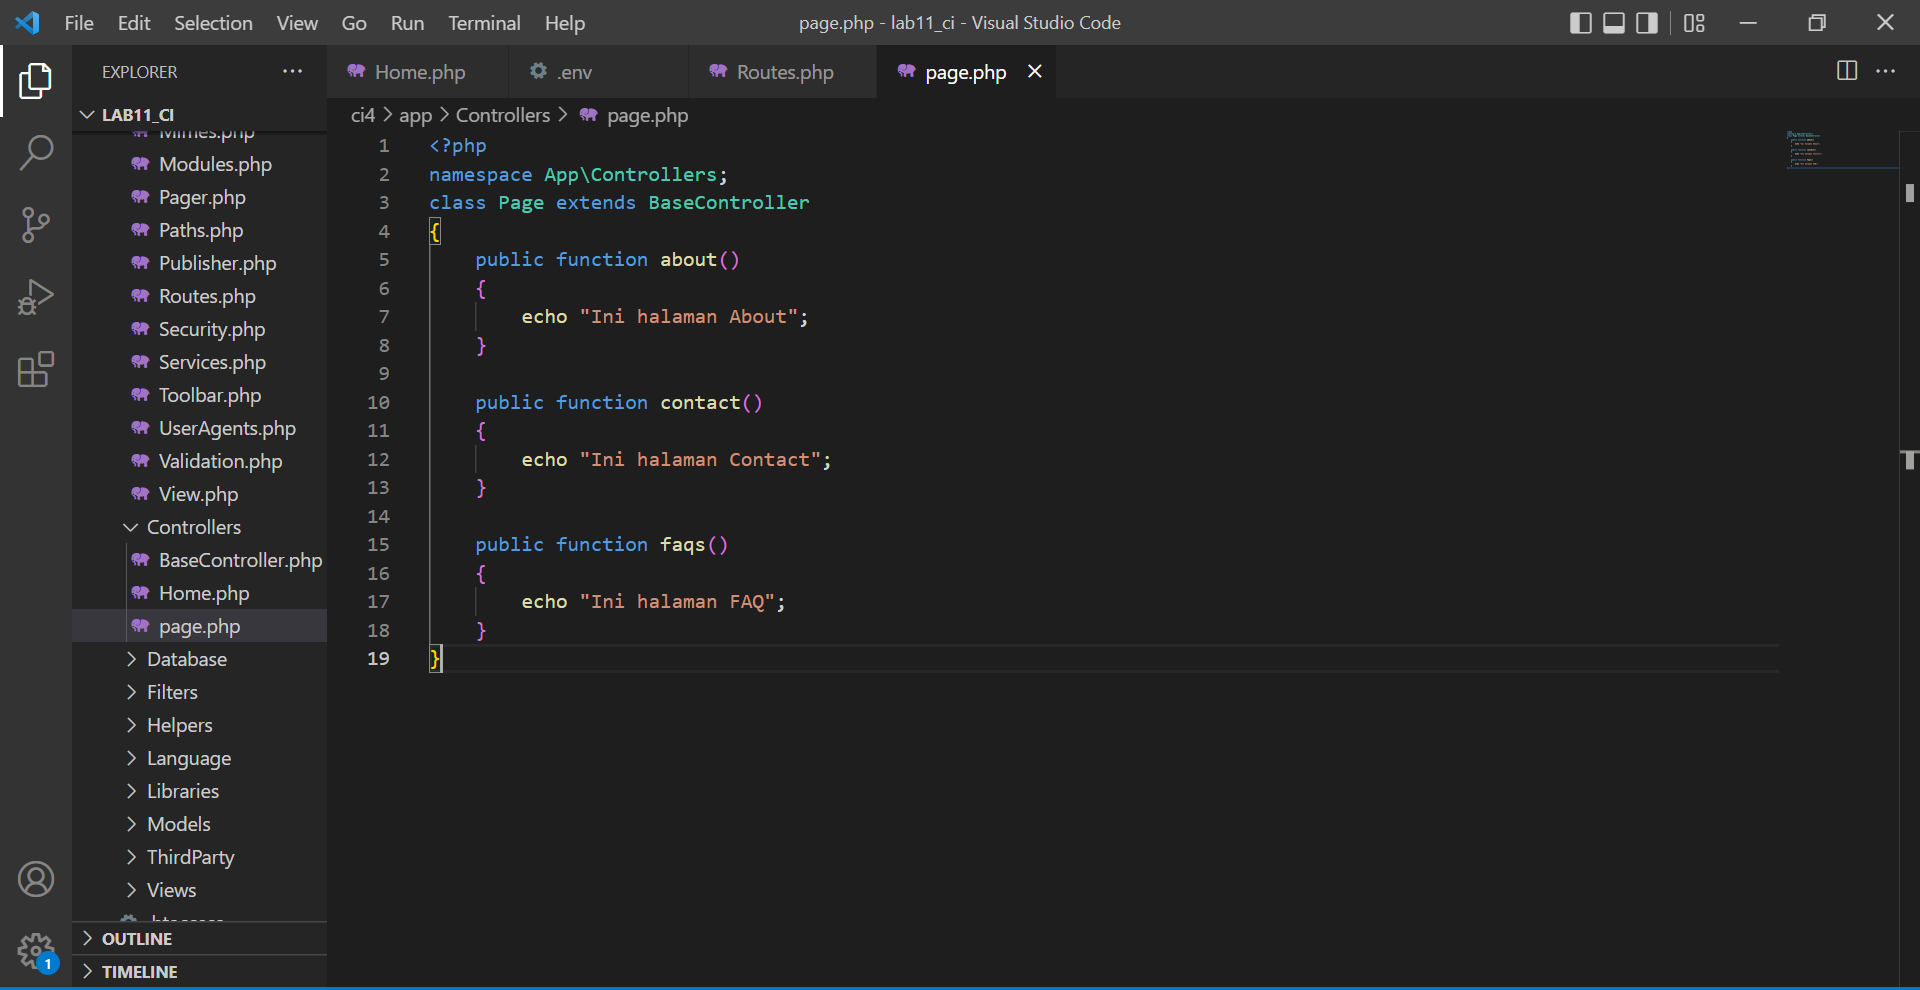 File Edit Selection View Go Run Terminal Help page.php - lab11_ci - Visual Studio Code
EXPLORER
Home.php .env Routes.php page.php
LAB11_CI
ci4 app Controllers page.php
Mimes.php
Modules.php
Pager.php
Paths.php
Publisher.php
Routes.php
Security.php
Services.php
Toolbar.php
UserAgents.php
Validation.php
View.php
Controllers
BaseController.php
Home.php
page.php
Database
Filters
Helpers
Language
Libraries
Models
ThirdParty
Views
OUTLINE
TIMELINE
1
1 <?php
2 namespace App\Controllers;
3 class Page extends BaseController
4 {
5 public function about()
6 {
7 echo "Ini halaman About";
8 }
9
10 public function contact()
11 {
12 echo "Ini halaman Contact";
13 }
14
15 public function faqs()
16 {
17 echo "Ini halaman FAQ";
18 }
19 }